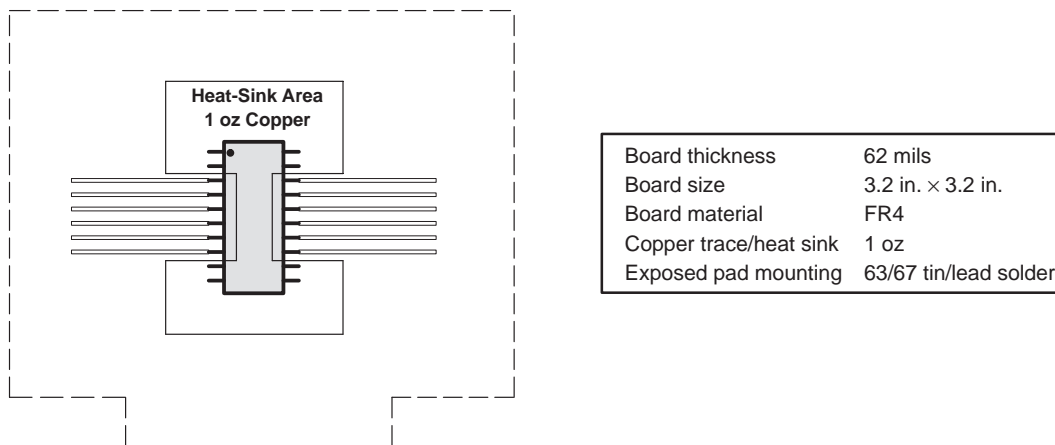 Heat-Sink Area
1 oz Copper
Board thickness 62 mils
Board size 3.2 in. × 3.2 in.
Board material FR4
Copper trace/heat sink 1 oz
Exposed pad mounting 63/67 tin/lead solder